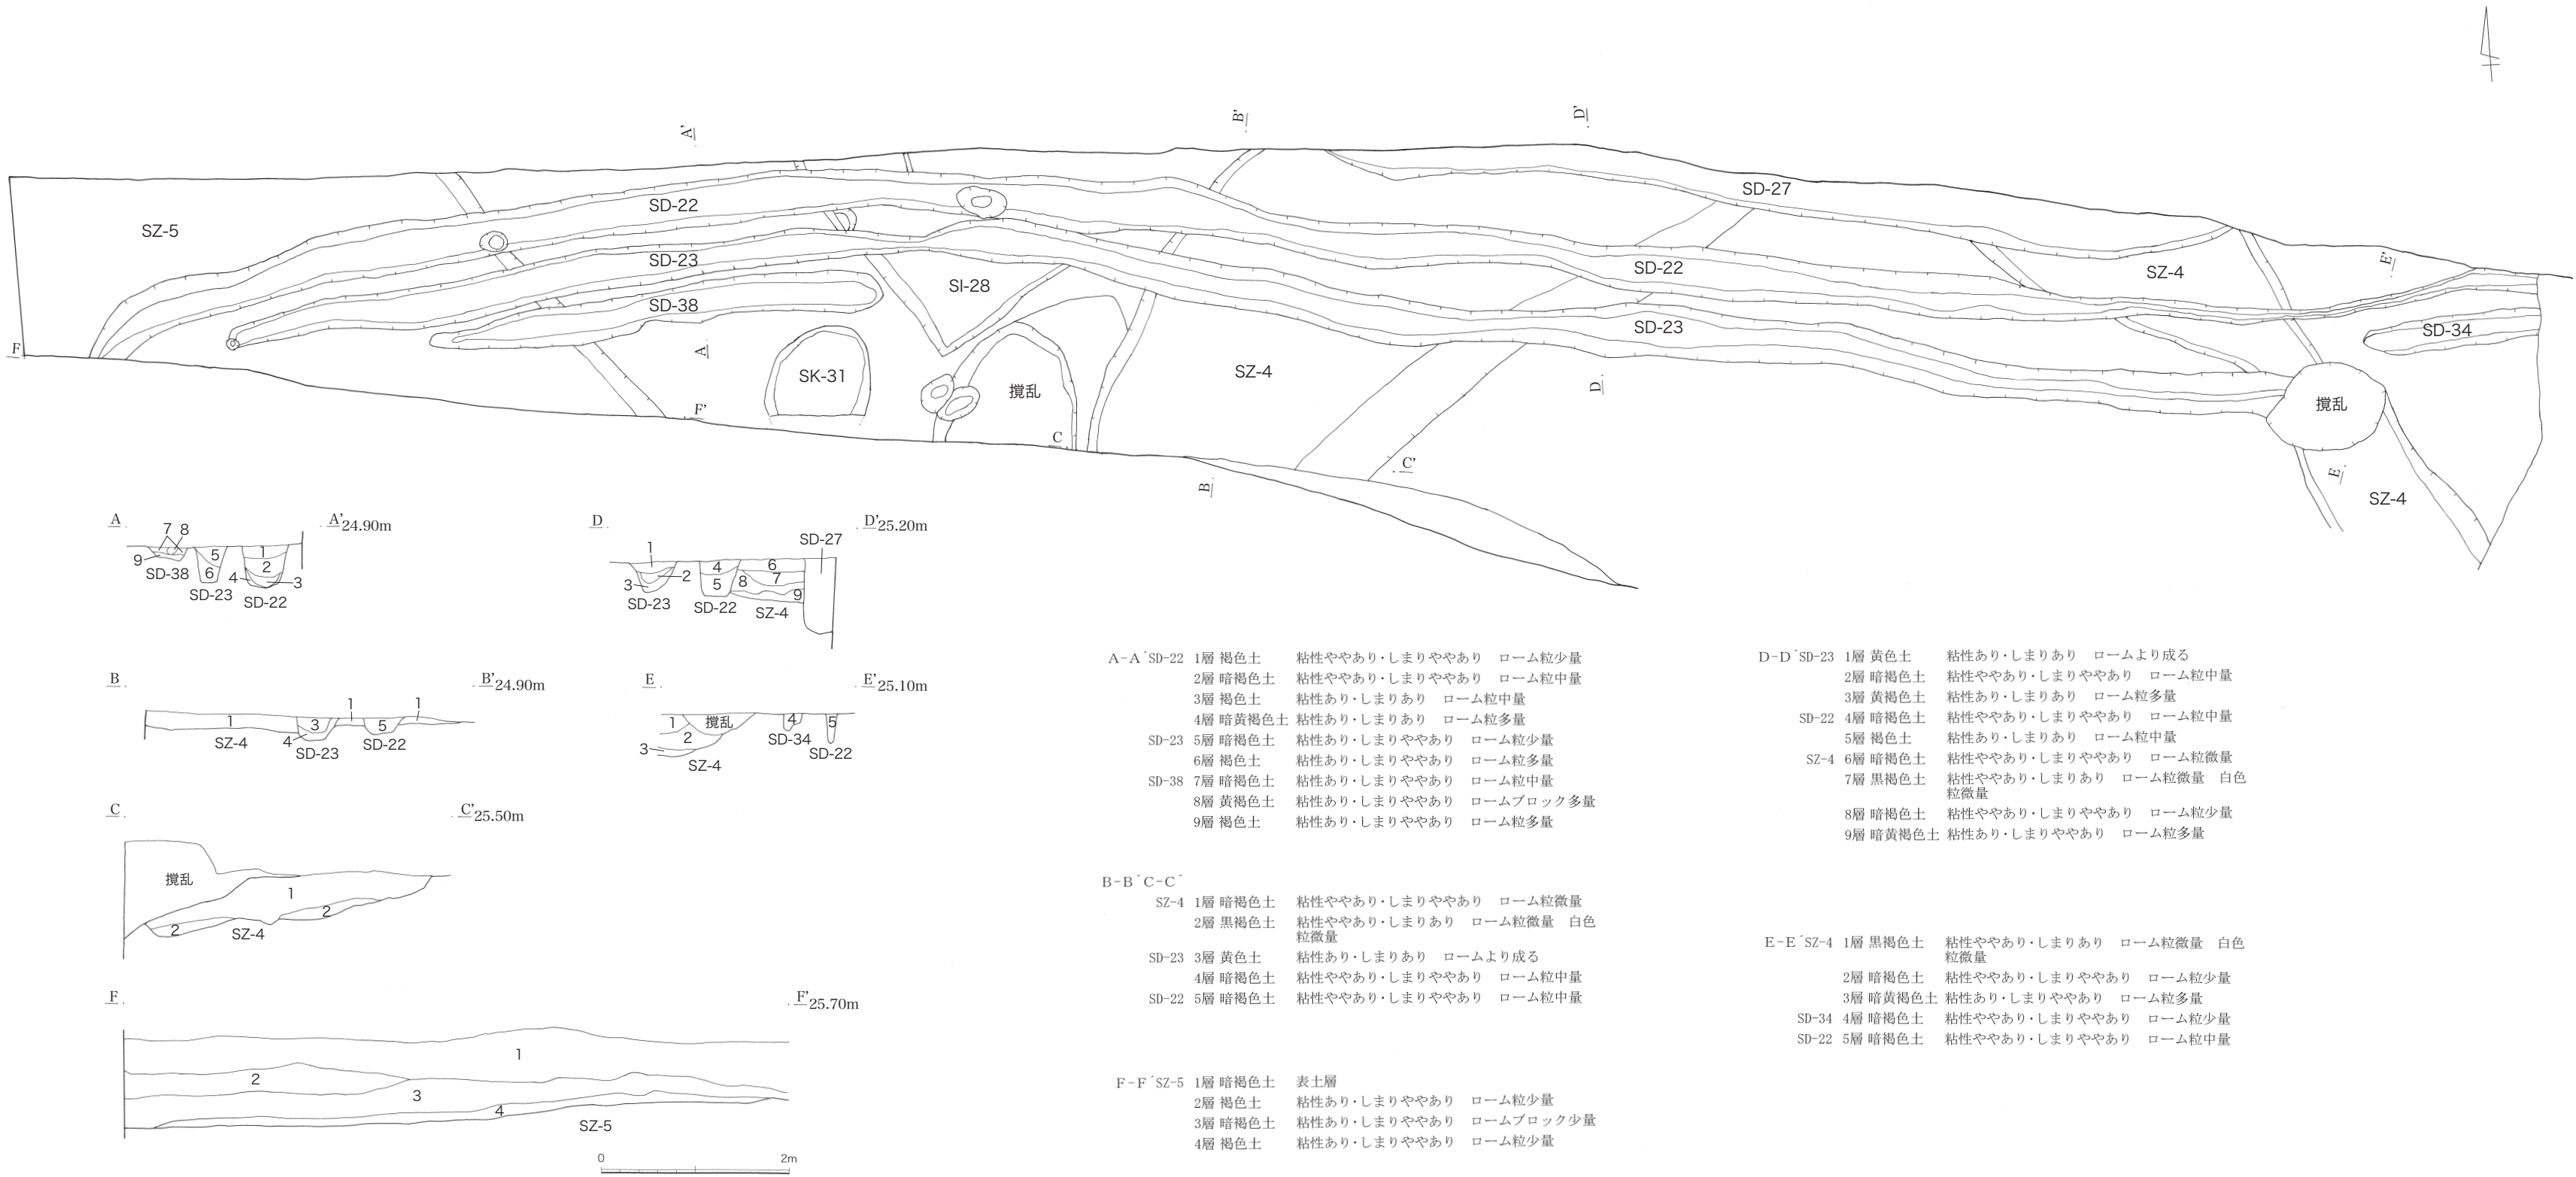 A'
B'
D'
SZ-5
SD-22
SD-27
SD-23
SI-28
SD-22
SZ-4
E'
SD-38
SD-23
SD-34
F
A
SK-31
撹乱
SZ-4
D
撹乱
F'
C
C'
B
E
SZ-4
A A'24.90m
7 8
5 1
9 6 2
4 3
SD-38
SD-23
SD-22
D D'25.20m
SD-27
1 4 6
2 5 8 7
3 9
SD-23
SD-22
SZ-4
B B'24.90m
1 1
1 3 5
4
SZ-4
SD-23
SD-22
E E'25.10m
1 撹乱 4 5
2
3
SD-34
SD-22
SZ-4
C C'25.50m
撹乱
1
2
2
SZ-4
F F'25.70m
1
2
3
4
SZ-5
0 2m
A-A´SD-22 1層 褐色土 粘性ややあり・しまりややあり ローム粒少量
2層 暗褐色土 粘性ややあり・しまりややあり ローム粒中量
3層 褐色土 粘性あり・しまりあり ローム粒中量
4層 暗黄褐色土 粘性あり・しまりあり ローム粒多量
SD-23 5層 暗褐色土 粘性あり・しまりややあり ローム粒少量
6層 褐色土 粘性あり・しまりややあり ローム粒多量
SD-38 7層 暗褐色土 粘性あり・しまりややあり ローム粒中量
8層 黄褐色土 粘性あり・しまりややあり ロームブロック多量
9層 褐色土 粘性あり・しまりややあり ローム粒多量
B-B´C-C´
SZ-4 1層 暗褐色土 粘性ややあり・しまりややあり ローム粒微量
2層 黒褐色土 粘性ややあり・しまりあり ローム粒微量 白色
粒微量
SD-23 3層 黄色土 粘性あり・しまりあり ロームより成る
4層 暗褐色土 粘性ややあり・しまりややあり ローム粒中量
SD-22 5層 暗褐色土 粘性ややあり・しまりややあり ローム粒中量
F-F´SZ-5 1層 暗褐色土 表土層
2層 褐色土 粘性あり・しまりややあり ローム粒少量
3層 暗褐色土 粘性あり・しまりややあり ロームブロック少量
4層 褐色土 粘性あり・しまりややあり ローム粒少量
D-D´SD-23 1層 黄色土 粘性あり・しまりあり ロームより成る
2層 暗褐色土 粘性ややあり・しまりややあり ローム粒中量
3層 黄褐色土 粘性あり・しまりあり ローム粒多量
SD-22 4層 暗褐色土 粘性ややあり・しまりややあり ローム粒中量
5層 褐色土 粘性あり・しまりあり ローム粒中量
SZ-4 6層 暗褐色土 粘性ややあり・しまりややあり ローム粒微量
7層 黒褐色土 粘性ややあり・しまりあり ローム粒微量 白色
粒微量
8層 暗褐色土 粘性ややあり・しまりややあり ローム粒少量
9層 暗黄褐色土 粘性あり・しまりややあり ローム粒多量
E-E´SZ-4 1層 黒褐色土 粘性ややあり・しまりあり ローム粒微量 白色
粒微量
2層 暗褐色土 粘性ややあり・しまりややあり ローム粒少量
3層 暗黄褐色土 粘性あり・しまりややあり ローム粒多量
SD-34 4層 暗褐色土 粘性ややあり・しまりややあり ローム粒少量
SD-22 5層 暗褐色土 粘性ややあり・しまりややあり ローム粒中量